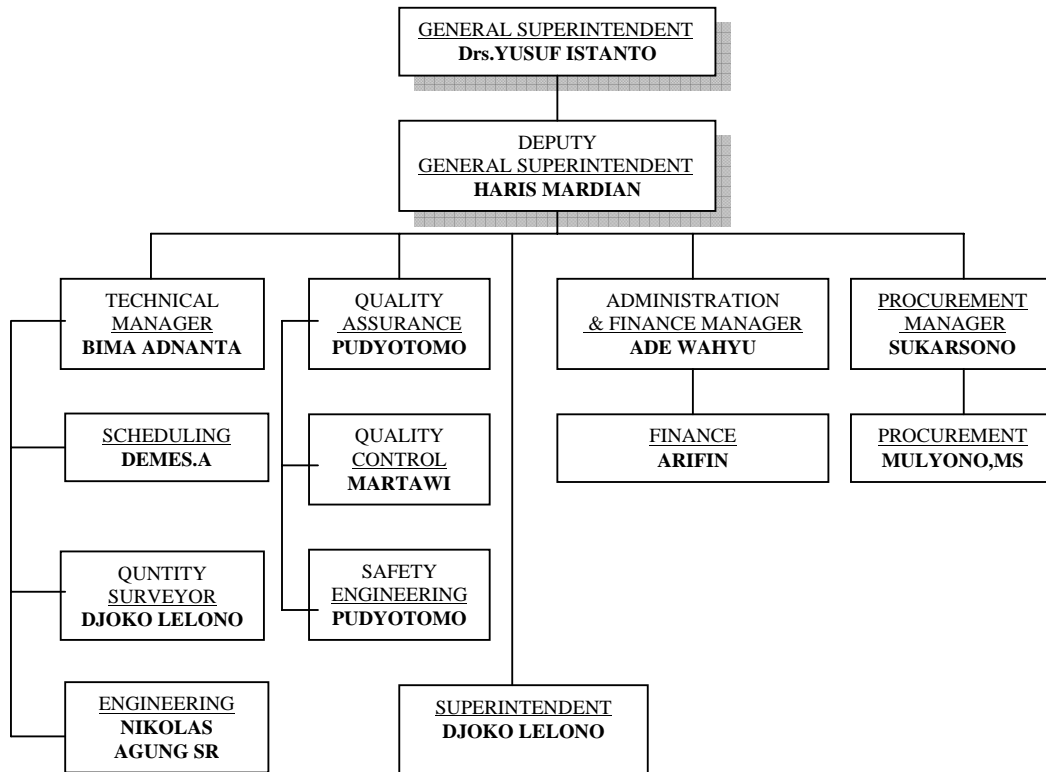 GENERAL SUPERINTENDENT
Drs.YUSUF ISTANTO
DEPUTY
GENERAL SUPERINTENDENT
HARIS MARDIAN
TECHNICAL
MANAGER
BIMA ADNANTA
QUALITY
ASSURANCE
PUDYOTOMO
ADMINISTRATION
& FINANCE MANAGER
ADE WAHYU
PROCUREMENT
MANAGER
SUKARSONO
SCHEDULING
DEMES.A
QUALITY
CONTROL
MARTAWI
FINANCE
ARIFIN
PROCUREMENT
MULYONO,MS
QUNTITY
SURVEYOR
DJOKO LELONO
SAFETY
ENGINEERING
PUDYOTOMO
ENGINEERING
NIKOLAS
AGUNG SR
SUPERINTENDENT
DJOKO LELONO